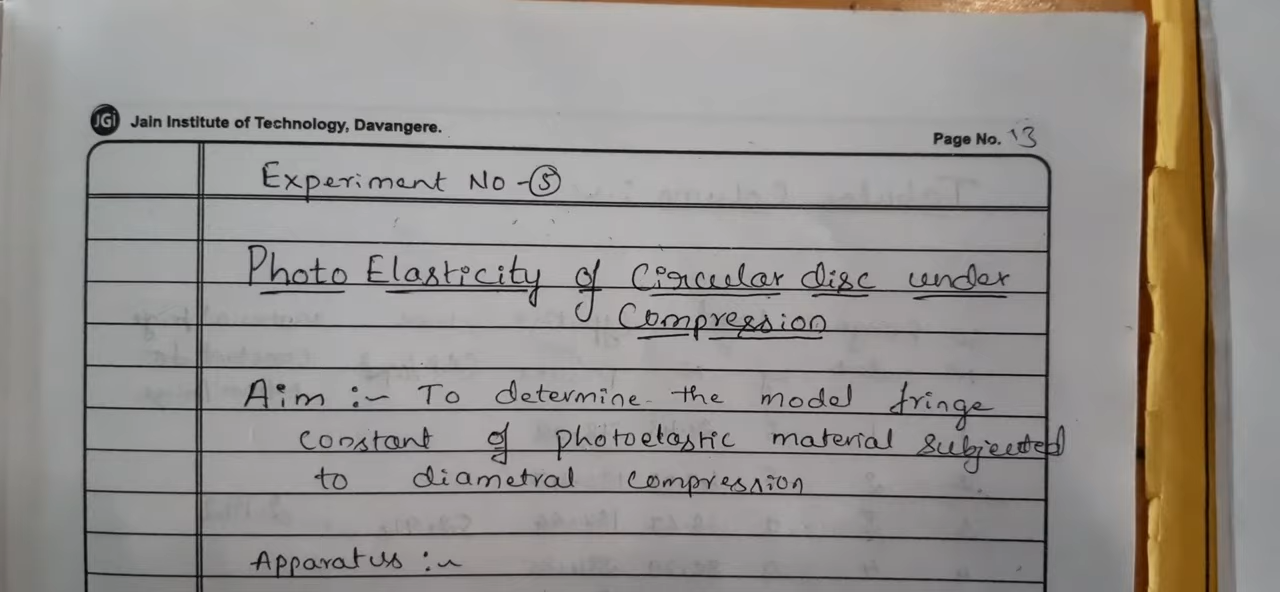 JGi Jain Institute of Technology, Davangere.
Page No. 13
Experiment No - 5
Photo Elasticity of Circular disc under
Compression
Aim :- To determine the model fringe
constant of photoelastic material subjected
to diametral compression
Apparatus :-